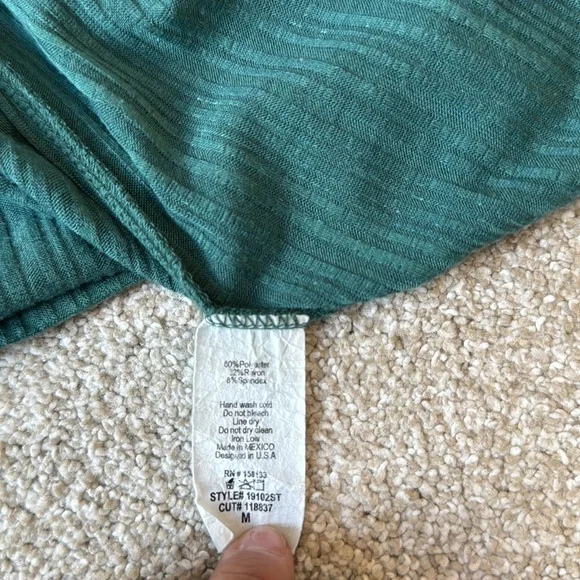 60%Polyester
32%Rayon
8%Spandex
Hand wash cold
Do not bleach
Line dry
Do not dry clean
Iron Low
Made in MEXICO
Designed in U.S.A
RN # 158133
STYLE# 19102ST
CUT# 118837
M